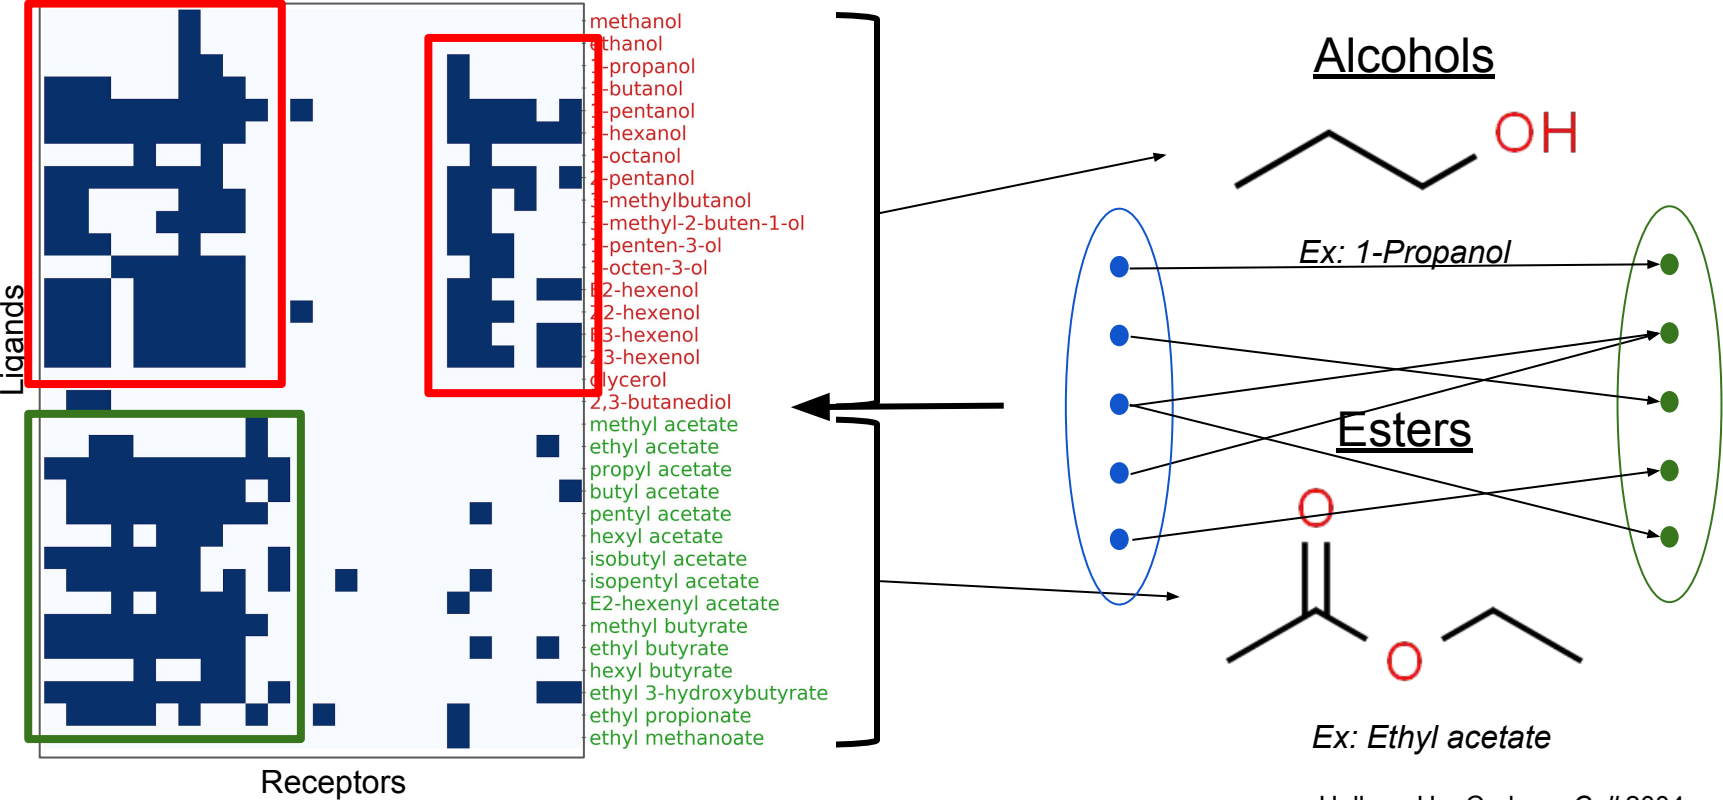 methanol
ethanol
1-propanol
1-butanol
1-pentanol
1-hexanol
1-octanol
2-pentanol
3-methylbutanol
3-methyl-2-buten-1-ol
1-penten-3-ol
1-octen-3-ol
E2-hexenol
Z2-hexenol
E3-hexenol
Z3-hexenol
glycerol
2,3-butanediol
methyl acetate
ethyl acetate
propyl acetate
butyl acetate
pentyl acetate
hexyl acetate
isobutyl acetate
isopentyl acetate
E2-hexenyl acetate
methyl butyrate
ethyl butyrate
hexyl butyrate
ethyl 3-hydroxybutyrate
ethyl propionate
ethyl methanoate
Ligands
Receptors
Alcohols
OH
Ex: 1-Propanol
Esters
O
O
Ex: Ethyl acetate